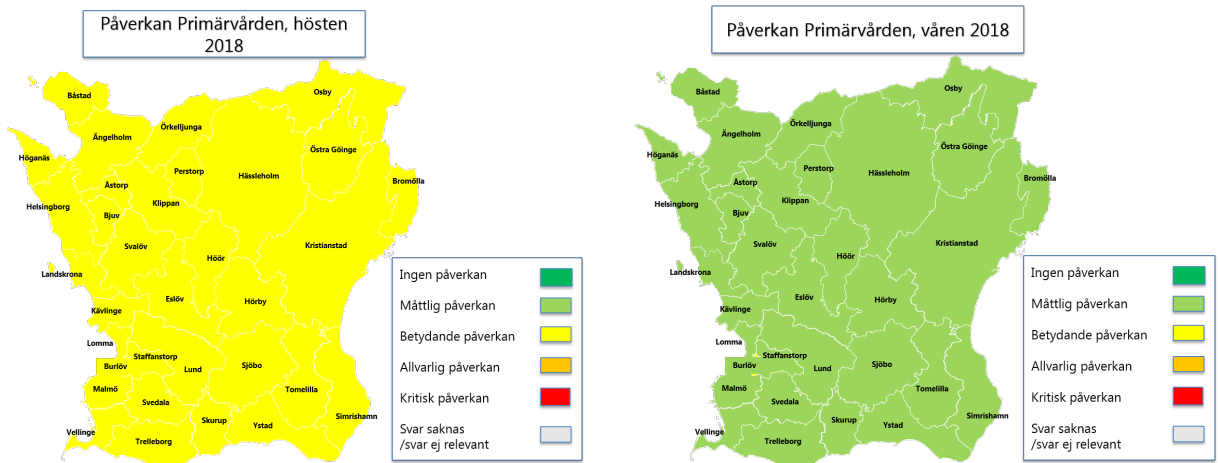 Påverkan Primärvården, hösten
2018
Båstad
Osby
Örkelljunga
Ängelholm
Östra Göinge
Höganäs
Perstorp
Hässleholm
Bromölla
Åstorp
Klippan
Helsingborg
Bjuv
Svalöv
Kristianstad
Höör
Landskrona
Eslöv
Hörby
Kävlinge
Lomma
Staffanstorp
Burlöv
Lund
Sjöbo
Malmö
Tomelilla
Svedala
Simrishamn
Skurup
Ystad
Vellinge
Trelleborg
Ingen påverkan
Måttlig påverkan
Betydande påverkan
Allvarlig påverkan
Kritisk påverkan
Svar saknas
/svar ej relevant
Påverkan Primärvården, våren 2018
Båstad
Osby
Örkelljunga
Ängelholm
Östra Göinge
Höganäs
Perstorp
Hässleholm
Bromölla
Åstorp
Klippan
Helsingborg
Bjuv
Svalöv
Kristianstad
Höör
Landskrona
Eslöv
Hörby
Kävlinge
Lomma
Staffanstorp
Burlöv
Lund
Sjöbo
Malmö
Tomelilla
Svedala
Simrishamn
Skurup
Ystad
Vellinge
Trelleborg
Ingen påverkan
Måttlig påverkan
Betydande påverkan
Allvarlig påverkan
Kritisk påverkan
Svar saknas
/svar ej relevant